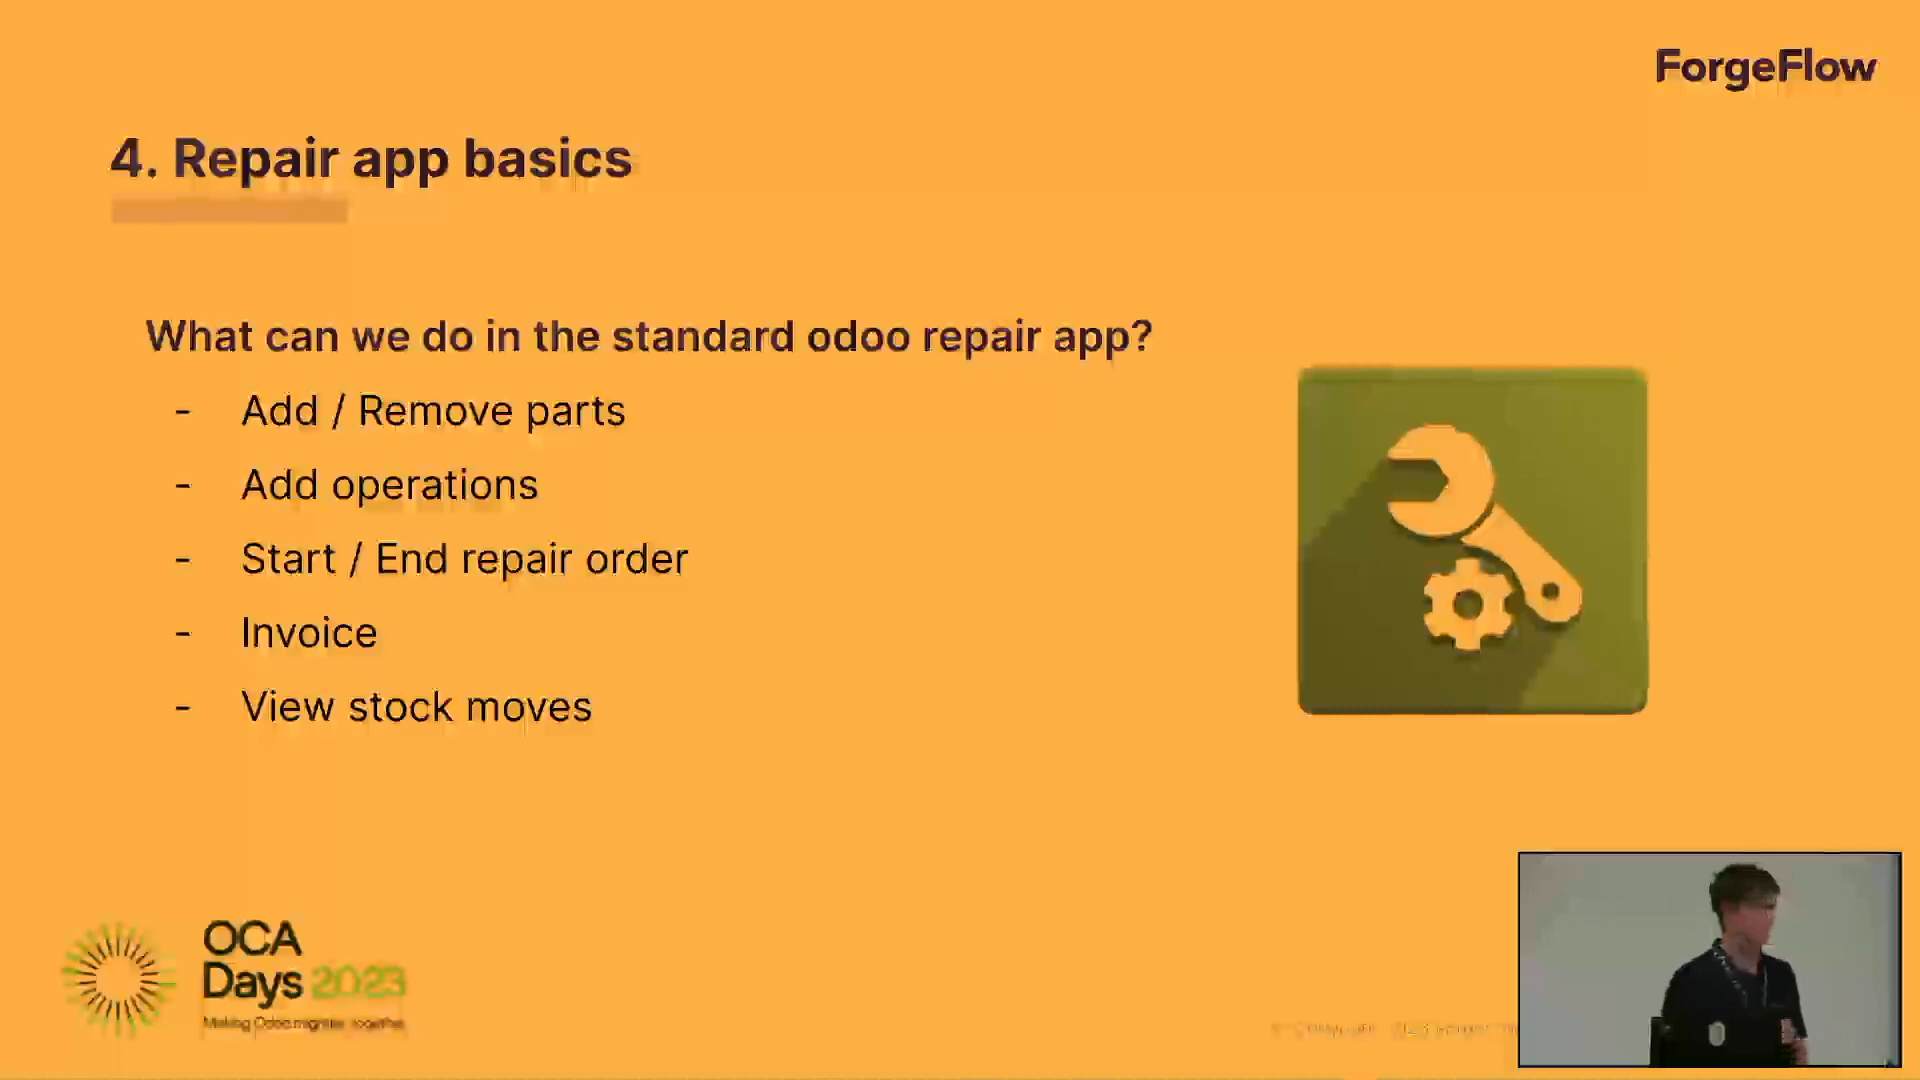 ForgeFlow
4. Repair app basics
What can we do in the standard odoo repair app?
- Add / Remove parts
- Add operations
- Start / End repair order
- Invoice
- View stock moves
OCA
Days 2023
Making Odoo mightier, together